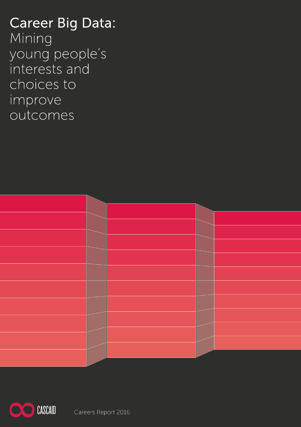 Career Big Data:
Mining
young people's
interests and
choices to
improve
outcomes
CASCAID
Careers Report 2016